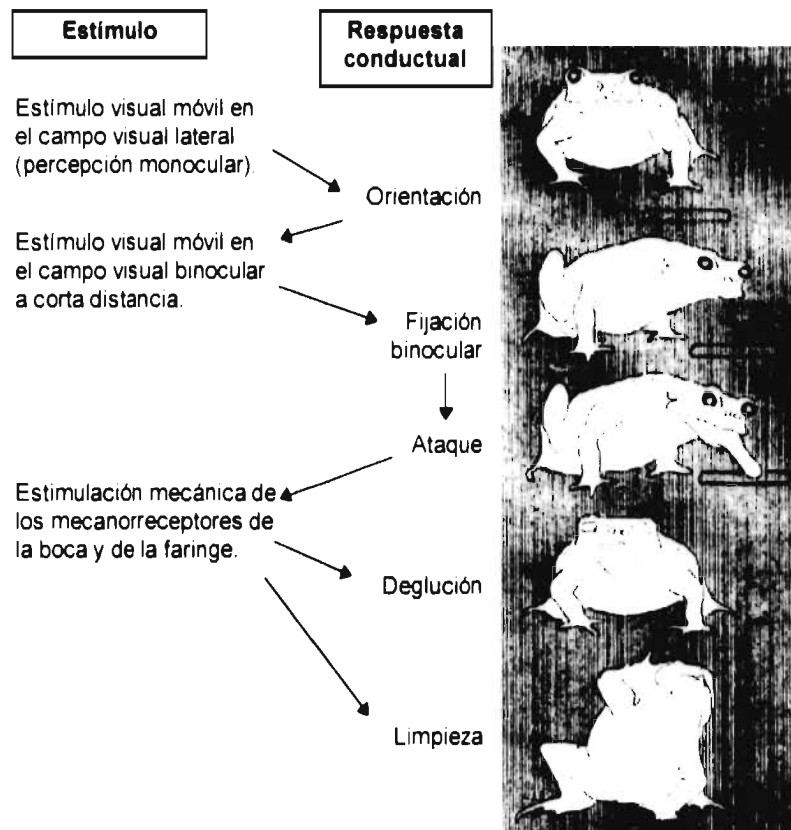 Estímulo
Respuesta
conductual
Estímulo visual móvil en
el campo visual lateral
(percepción monocular).
Orientación
Estímulo visual móvil en
el campo visual binocular
a corta distancia.
Fijación
binocular
Ataque
Estimulación mecánica de
los mecanorreceptores de
la boca y de la faringe.
Deglución
Limpieza